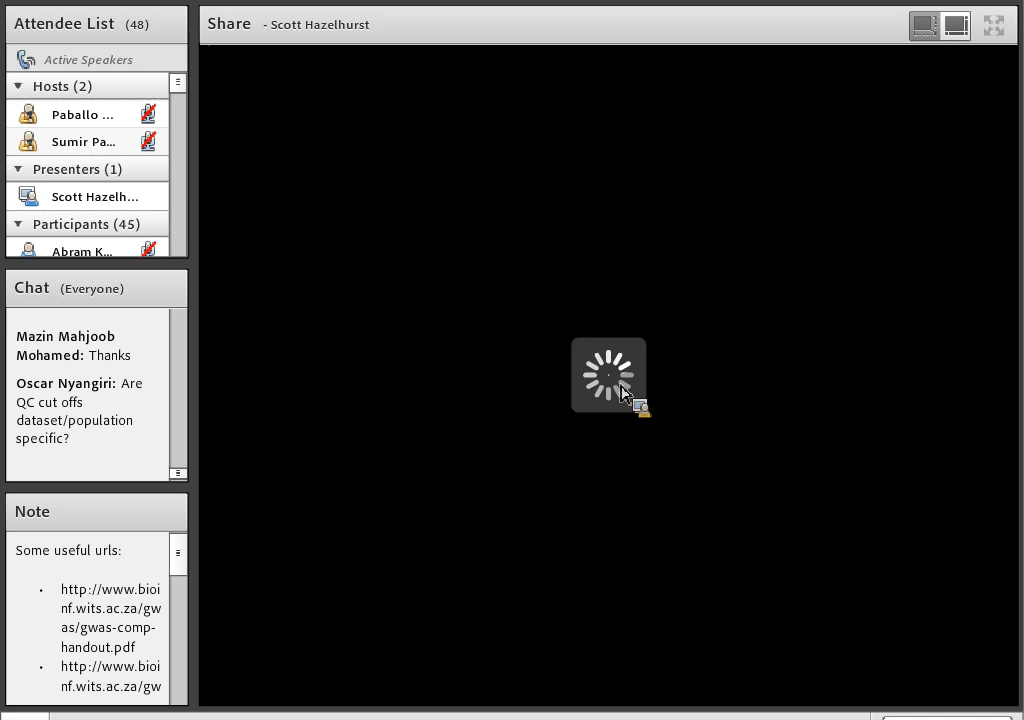 Attendee List (48)
Active Speakers
Hosts (2)
Paballo ...
Sumir Pa...
Presenters (1)
Scott Hazelh...
Participants (45)
Abram K...
Chat (Everyone)
Mazin Mahjoob
Mohamed: Thanks
Oscar Nyangiri: Are
QC cut offs
dataset/population
specific?
Note
Some useful urls:
• http://www.bioi
nf.wits.ac.za/gw
as/gwas-comp-
handout.pdf
• http://www.bioi
nf.wits.ac.za/gw
Share - Scott Hazelhurst